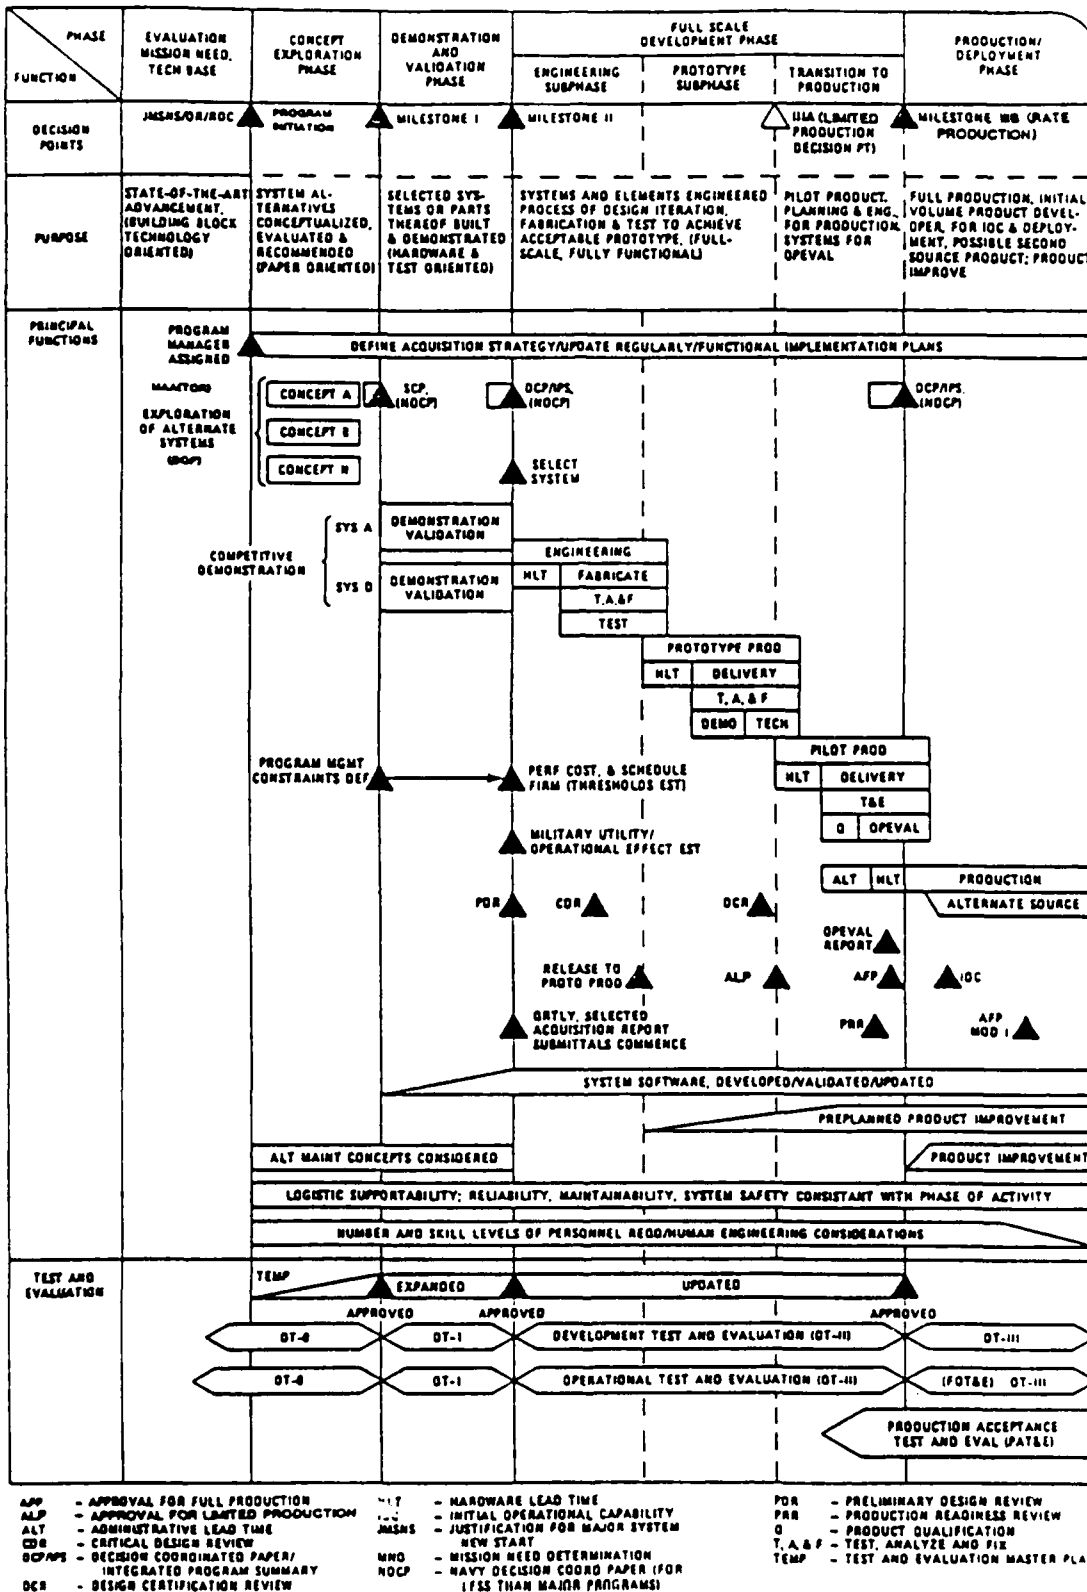 PHASE
FUNCTION
EVALUATION
MISSION NEED,
TECH BASE
CONCEPT
EXPLORATION
PHASE
DEMONSTRATION
AND
VALIDATION
PHASE
FULL SCALE
DEVELOPMENT PHASE
ENGINEERING
SUBPHASE
PROTOTYPE
SUBPHASE
TRANSITION TO
PRODUCTION
PRODUCTION/
DEPLOYMENT
PHASE
DECISION
POINTS
JMSNS/OR/
PROGRAM
INITIATION
MILESTONE I
MILESTONE II
(LIMITED
PRODUCTION
DECISION PT)
MILESTONE (RATE
PRODUCTION)
PURPOSE
STATE-OF-THE-ART
ADVANCEMENT,
(BUILDING BLOCK
TECHNOLOGY
ORIENTED)
SYSTEM AL-
TERNATIVES
CONCEPTUALIZED,
EVALUATED &
RECOMMENDED
(PAPER ORIENTED)
SELECTED SYS-
TEMS OR PARTS
THEREOF BUILT
& DEMONSTRATED
(HARDWARE &
TEST ORIENTED)
SYSTEMS AND ELEMENTS ENGINEERED
PROCESS OF DESIGN ITERATION,
FABRICATION & TEST TO ACHIEVE
ACCEPTABLE PROTOTYPE, (FULL-
SCALE, FULLY FUNCTIONAL)
PILOT PRODUCT.
PLANNING & ENG.
FOR PRODUCTION,
SYSTEMS FOR
OPEVAL
FULL PRODUCTION, INITIAL
VOLUME PRODUCT DEVEL-
OPER, FOR IOC & DEPLOY-
MENT, POSSIBLE SECOND
SOURCE PRODUCT; PRODUCT
IMPROVE
PRINCIPAL
FUNCTIONS
PROGRAM
MANAGER
ASSIGNED
DEFINE ACQUISITION STRATEGY/UPDATE REGULARLY/FUNCTIONAL IMPLEMENTATION PLANS
EXPLORATION
OF ALTERNATE
SYSTEMS
CONCEPT A
CONCEPT B
CONCEPT N
SCP,
(NDCP)
DCP/IPS,
(NDCP)
DCP/IPS,
(NDCP)
SELECT
SYSTEM
COMPETITIVE
DEMONSTRATION
SYS A
DEMONSTRATION
VALIDATION
SYS D
DEMONSTRATION
VALIDATION
ENGINEERING
HLT FABRICATE
T,A,&F
TEST
PROTOTYPE PROD
HLT DELIVERY
T, A, & F
DEMO TECH
PILOT PROD
HLT DELIVERY
T&E
Q OPEVAL
PROGRAM MGMT
CONSTRAINTS DEF
PERF COST, & SCHEDULE
FIRM (THRESHOLDS EST)
MILITARY UTILITY/
OPERATIONAL EFFECT EST
ALT HLT PRODUCTION
ALTERNATE SOURCE
PDR
CDR
DCR
OPEVAL
REPORT
RELEASE TO
PROTO PROD
ALP
AFP
IOC
QRTLY, SELECTED
ACQUISITION REPORT
SUBMITTALS COMMENCE
PRR
AFP
MOD I
SYSTEM SOFTWARE, DEVELOPED/VALIDATED/UPDATED
PREPLANNED PRODUCT IMPROVEMENT
ALT MAINT CONCEPTS CONSIDERED
PRODUCT IMPROVEMENT
LOGISTIC SUPPORTABILITY; RELIABILITY, MAINTAINABILITY, SYSTEM SAFETY CONSISTANT WITH PHASE OF ACTIVITY
NUMBER AND SKILL LEVELS OF PERSONNEL REQD/HUMAN ENGINEERING CONSIDERATIONS
TEST AND
EVALUATION
TEMP
EXPANDED
UPDATED
APPROVED APPROVED APPROVED
DT-0 DT-I DEVELOPMENT TEST AND EVALUATION (DT-II) DT-III
OT-0 OT-I OPERATIONAL TEST AND EVALUATION (OT-II) (FOT&E) OT-III
PRODUCTION ACCEPTANCE
TEST AND EVAL (PAT&E)
AFP - APPROVAL FOR FULL PRODUCTION
ALP - APPROVAL FOR LIMITED PRODUCTION
ALT - ADMINISTRATIVE LEAD TIME
CDR - CRITICAL DESIGN REVIEW
DCP/IPS - DECISION COORDINATED PAPER/
INTEGRATED PROGRAM SUMMARY
DCR - DESIGN CERTIFICATION REVIEW
HLT - HARDWARE LEAD TIME
IOC - INITIAL OPERATIONAL CAPABILITY
JMSNS - JUSTIFICATION FOR MAJOR SYSTEM
NEW START
MND - MISSION NEED DETERMINATION
NDCP - NAVY DECISION COORD PAPER (FOR
LESS THAN MAJOR PROGRAMS)
PDR - PRELIMINARY DESIGN REVIEW
PRR - PRODUCTION READINESS REVIEW
Q - PRODUCT QUALIFICATION
T, A, & F - TEST, ANALYZE AND FIX
TEMP - TEST AND EVALUATION MASTER PLA